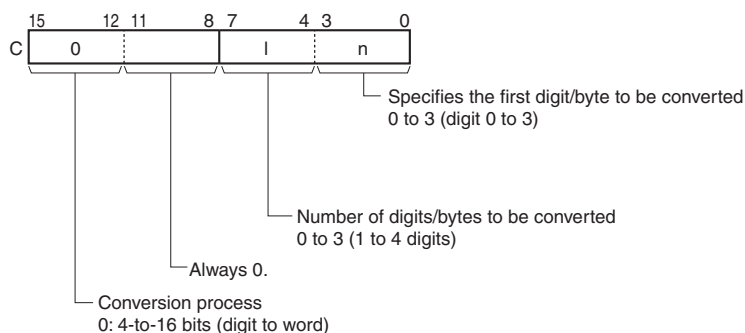 15 12 11 8 7 4 3 0
C 0 l n
Specifies the first digit/byte to be converted
0 to 3 (digit 0 to 3)
Number of digits/bytes to be converted
0 to 3 (1 to 4 digits)
Always 0.
Conversion process
0: 4-to-16 bits (digit to word)